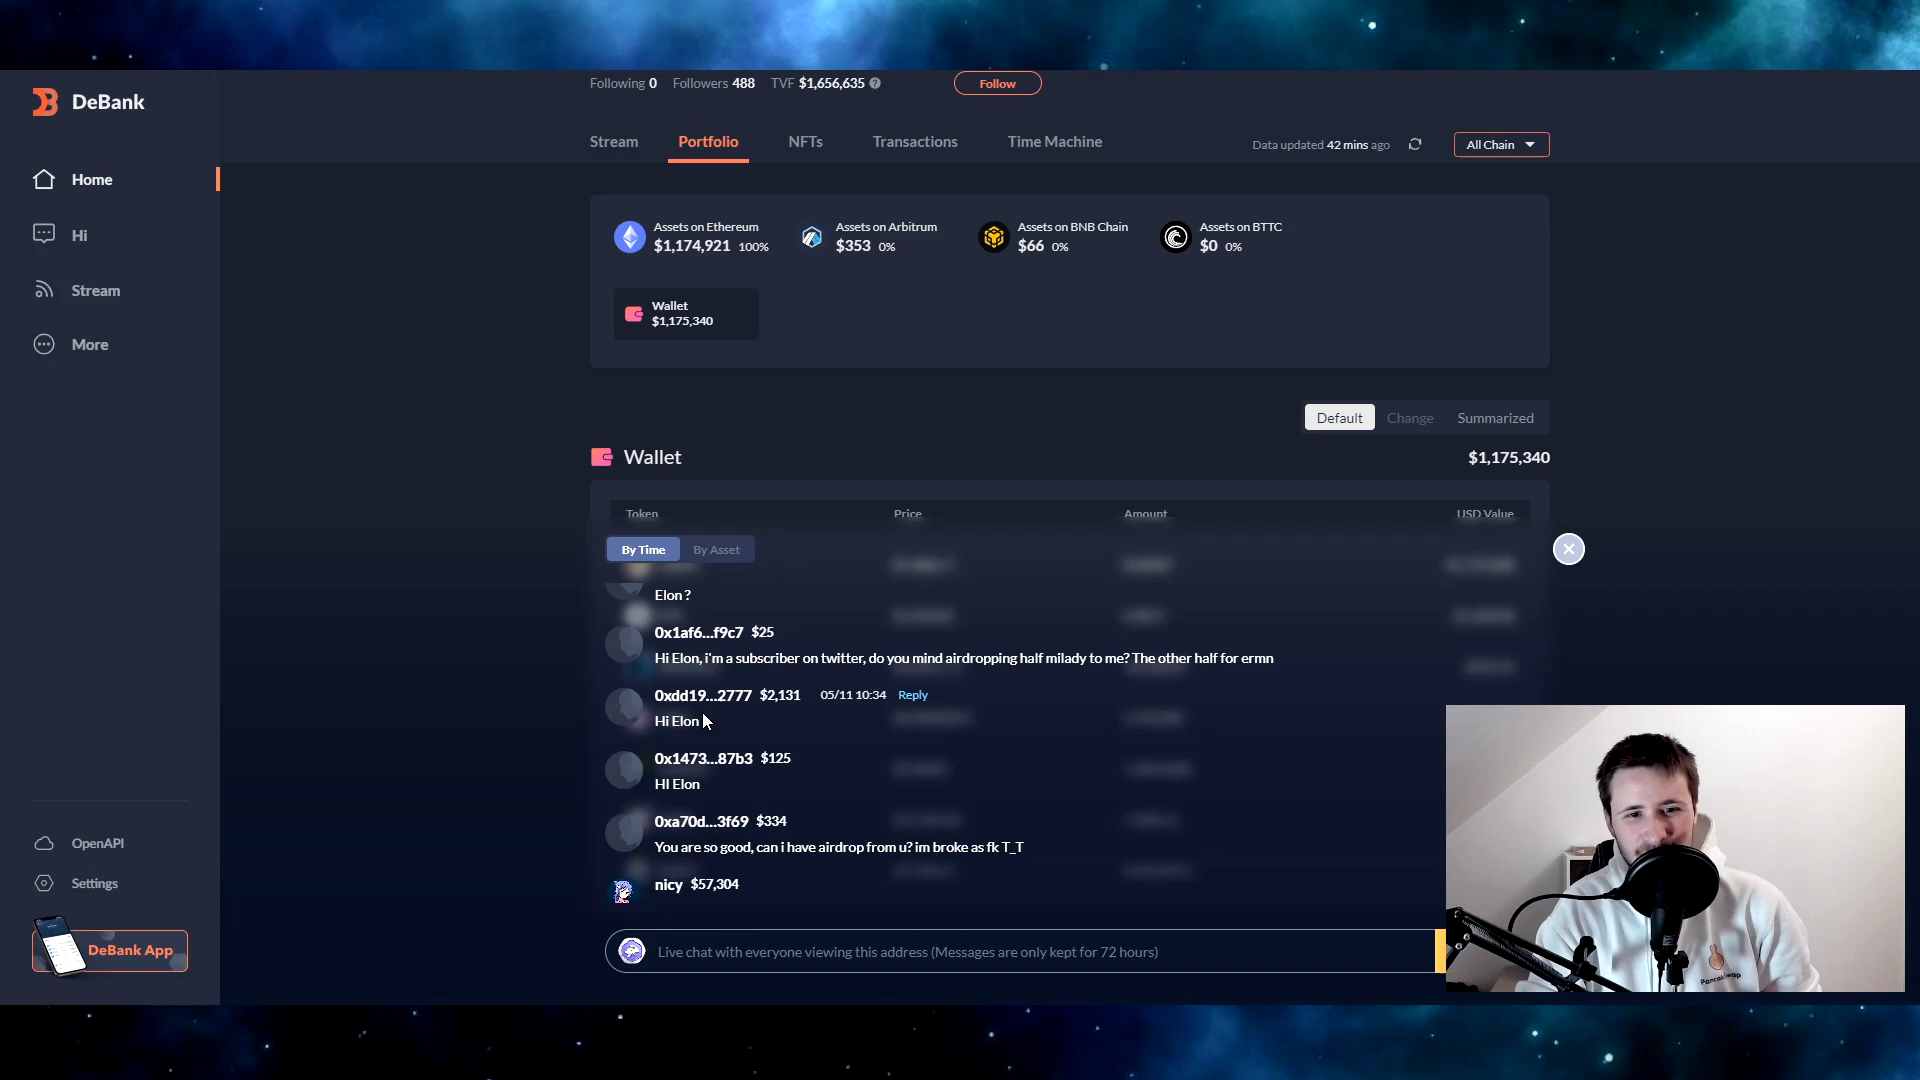 Following 0 Followers 488 TVF $1,656,635 Follow
DeBank
Stream Portfolio NFTs Transactions Time Machine
Data updated 42 mins ago All Chain
Home
Hi
Stream
More
Assets on Ethereum
$1,174,921 100%
Assets on Arbitrum
$353 0%
Assets on BNB Chain
$66 0%
Assets on BTTC
$0 0%
Wallet
$1,175,340
Default Change Summarized
Wallet $1,175,340
Token Price Amount USD Value
By Time By Asset
Elon ?
0x1af6...f9c7 $25
Hi Elon, i'm a subscriber on twitter, do you mind airdropping half milady to me? The other half for ermn
0xdd19...2777 $2,131 05/11 10:34 Reply
Hi Elon
0x1473...87b3 $125
HI Elon
0xa70d...3f69 $334
You are so good, can i have airdrop from u? im broke as fk T_T
nicy $57,304
Live chat with everyone viewing this address (Messages are only kept for 72 hours)
OpenAPI
Settings
DeBank App